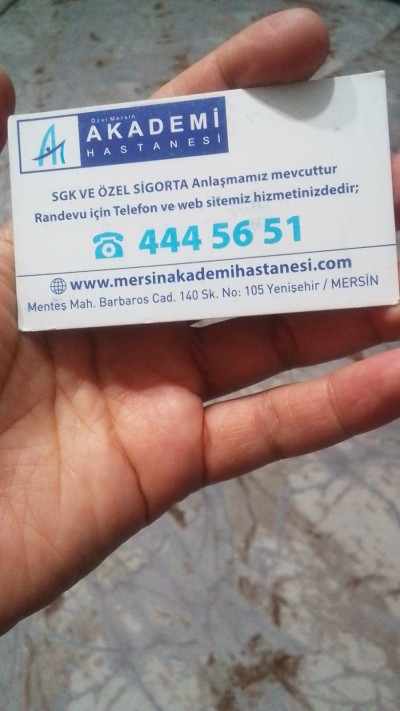 Özel Mersin
AKADEMİ
HASTANESİ
SGK VE ÖZEL SİGORTA Anlaşmamız mevcuttur
Randevu için Telefon ve web sitemiz hizmetinizdedir;
444 56 51
www.mersinakademihastanesi.com
Menteş Mah. Barbaros Cad. 140 Sk. No: 105 Yenişehir / MERSİN